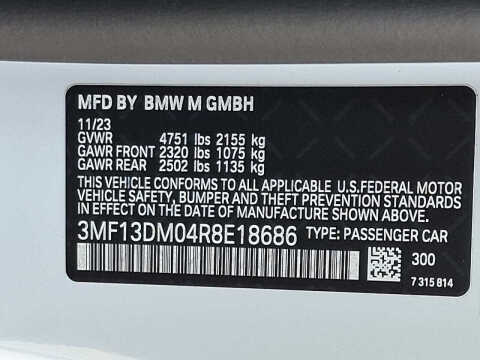 MFD BY BMW M GMBH
11/23
GVWR 4751 lbs 2155 kg
GAWR FRONT 2320 lbs 1075 kg
GAWR REAR 2502 lbs 1135 kg
THIS VEHICLE CONFORMS TO ALL APPLICABLE U.S.FEDERAL MOTOR
VEHICLE SAFETY, BUMPER AND THEFT PREVENTION STANDARDS
IN EFFECT ON THE DATE OF MANUFACTURE SHOWN ABOVE.
3MF13DM04R8E18686 TYPE: PASSENGER CAR
300
7 315 814